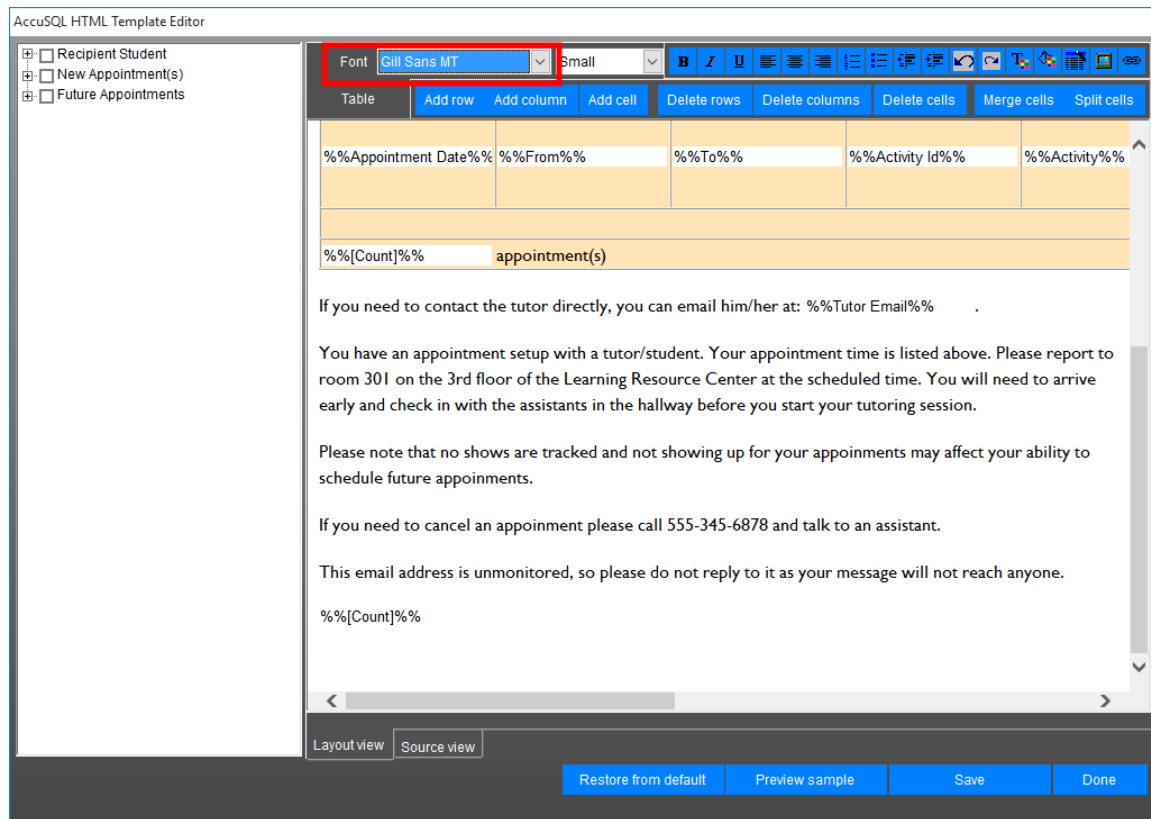 AccuSQL HTML Template Editor
Recipient Student
New Appointment(s)
Future Appointments
Font Gill Sans MT Small B I U
Table Add row Add column Add cell Delete rows Delete columns Delete cells Merge cells Split cells
%%Appointment Date%% %%From%% %%To%% %%Activity Id%% %%Activity%%
%%[Count]%% appointment(s)
If you need to contact the tutor directly, you can email him/her at: %%Tutor Email%% .
You have an appointment setup with a tutor/student. Your appointment time is listed above. Please report to
room 301 on the 3rd floor of the Learning Resource Center at the scheduled time. You will need to arrive
early and check in with the assistants in the hallway before you start your tutoring session.
Please note that no shows are tracked and not showing up for your appoinments may affect your ability to
schedule future appoinments.
If you need to cancel an appoinment please call 555-345-6878 and talk to an assistant.
This email address is unmonitored, so please do not reply to it as your message will not reach anyone.
%%[Count]%%
Layout view Source view
Restore from default Preview sample Save Done